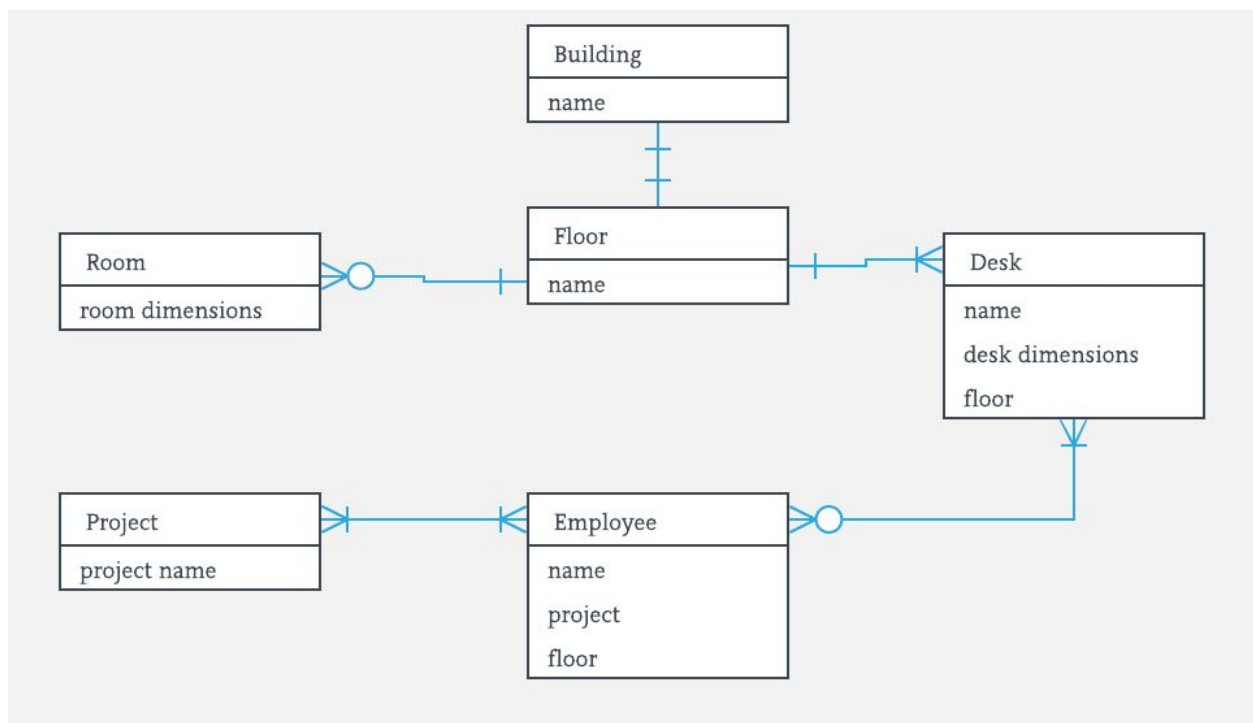 Building
name
Floor
name
Room
room dimensions
Desk
name
desk dimensions
floor
Project
project name
Employee
name
project
floor